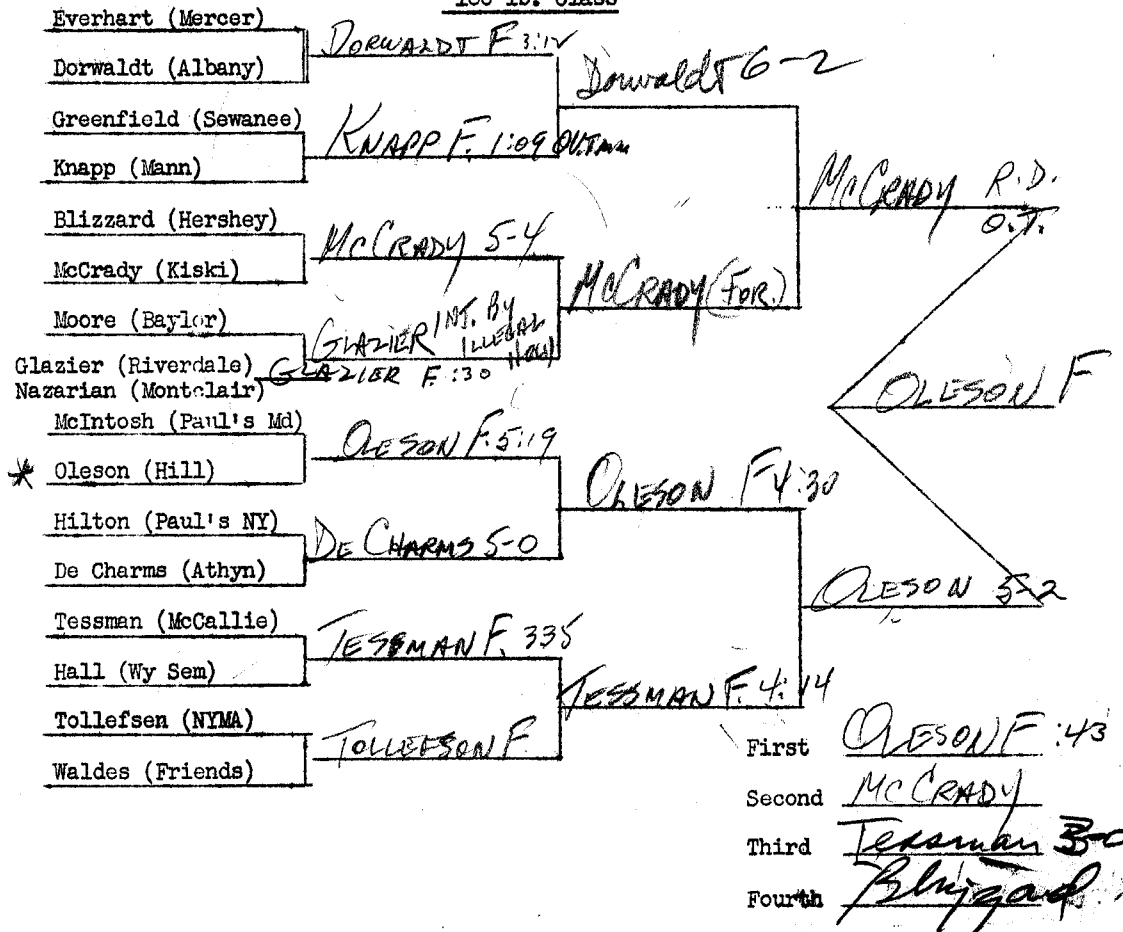 lb. Class
Everhart (Mercer)
DORWALDT F 3:12
Dorwaldt (Albany)
Dorwaldt 6-2
Greenfield (Sewanee)
KNAPP F. 1:09
Knapp (Mann)
McCRADY R.D.
O.T.
Blizzard (Hershey)
McCRADY 5-4
McCrady (Kiski)
McCRADY (FOR.)
Moore (Baylor)
GLAZIER INT. BY
ILLEGAL
HOLD
Glazier (Riverdale)
GLAZIER F. :30
Nazarian (Montclair)
OLESON F
McIntosh (Paul's Md)
OLESON F. 5:19
* Oleson (Hill)
OLESON F 4:30
Hilton (Paul's NY)
DE CHARMS 5-0
De Charms (Athyn)
OLESON 5-2
Tessman (McCallie)
TESSMAN F. 335
Hall (Wy Sem)
TESSMAN F. 4:14
Tollefsen (NYMA)
TOLLEFSON F
Waldes (Friends)
First OLESON F :43
Second McCRADY
Third Tessman
Fourth Blizzard